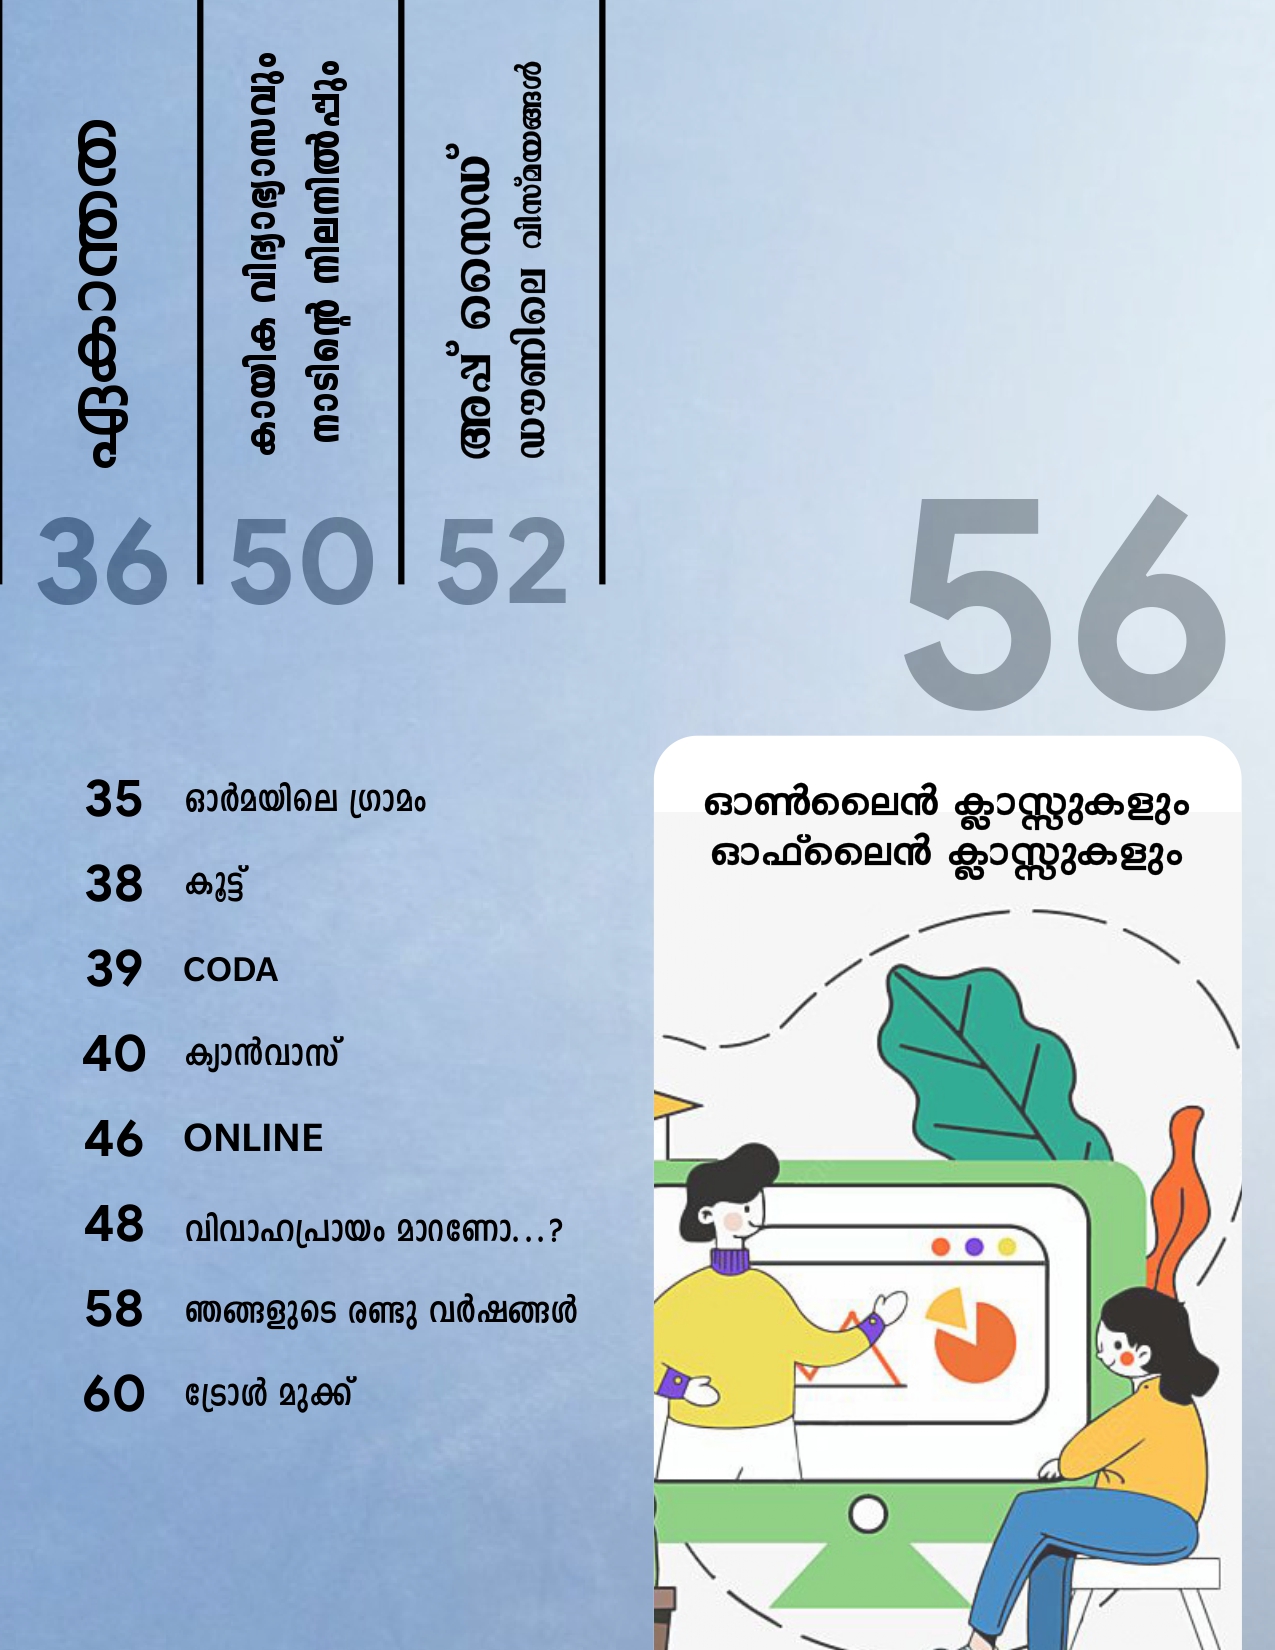 ഏകാന്തത
36
കായിക വിദ്യാഭ്യാസവും
നാടിന്റെ നിലനിൽപ്പും
50
അപ് സൈഡ്
ഡൗണിലെ വിസ്മയങ്ങൾ
52
56
ഓൺലൈൻ ക്ലാസ്സുകളും
ഓഫ്‌ലൈൻ ക്ലാസ്സുകളും
35 ഓർമയിലെ ഗ്രാമം
38 കൂട്ട്
39 CODA
40 ക്യാൻവാസ്
46 ONLINE
48 വിവാഹപ്രായം മാറണോ...?
58 ഞങ്ങളുടെ രണ്ടു വർഷങ്ങൾ
60 ട്രോൾ മുക്ക്